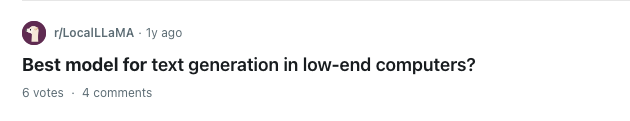 r/LocalLLaMA · 1y ago
Best model for text generation in low-end computers?
6 votes · 4 comments